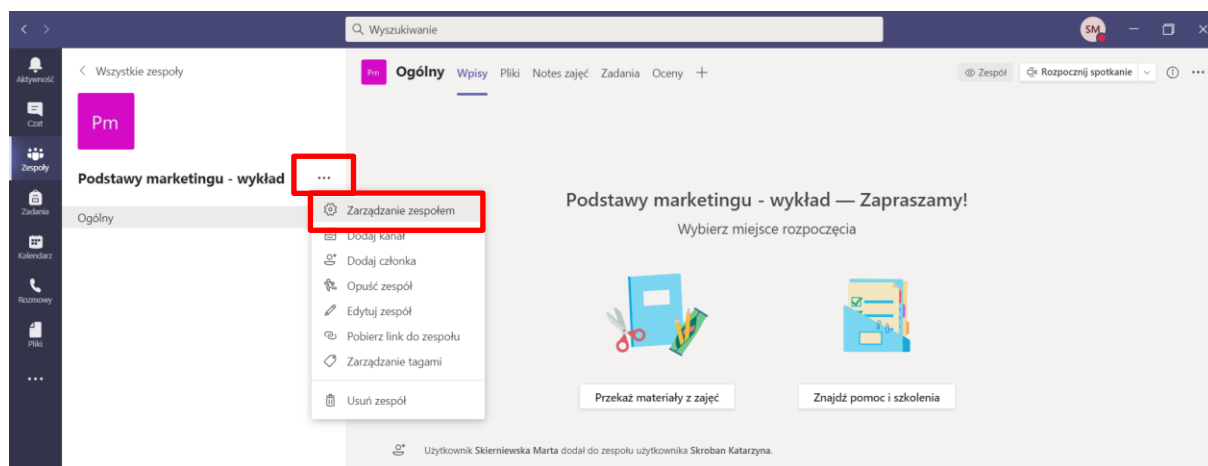 Wyszukiwanie
SM
Aktywność
Czat
Zespoły
Zadania
Kalendarz
Rozmowy
Pliki
Wszystkie zespoły
Pm
Podstawy marketingu - wykład
Ogólny
Zarządzanie zespołem
Dodaj kanał
Dodaj członka
Opuść zespół
Edytuj zespół
Pobierz link do zespołu
Zarządzanie tagami
Usuń zespół
Pm Ogólny Wpisy Pliki Notes zajęć Zadania Oceny
Zespół Rozpocznij spotkanie
Podstawy marketingu - wykład — Zapraszamy!
Wybierz miejsce rozpoczęcia
Przekaż materiały z zajęć
Znajdź pomoc i szkolenia
Użytkownik Skierniewska Marta dodał do zespołu użytkownika Skroban Katarzyna.